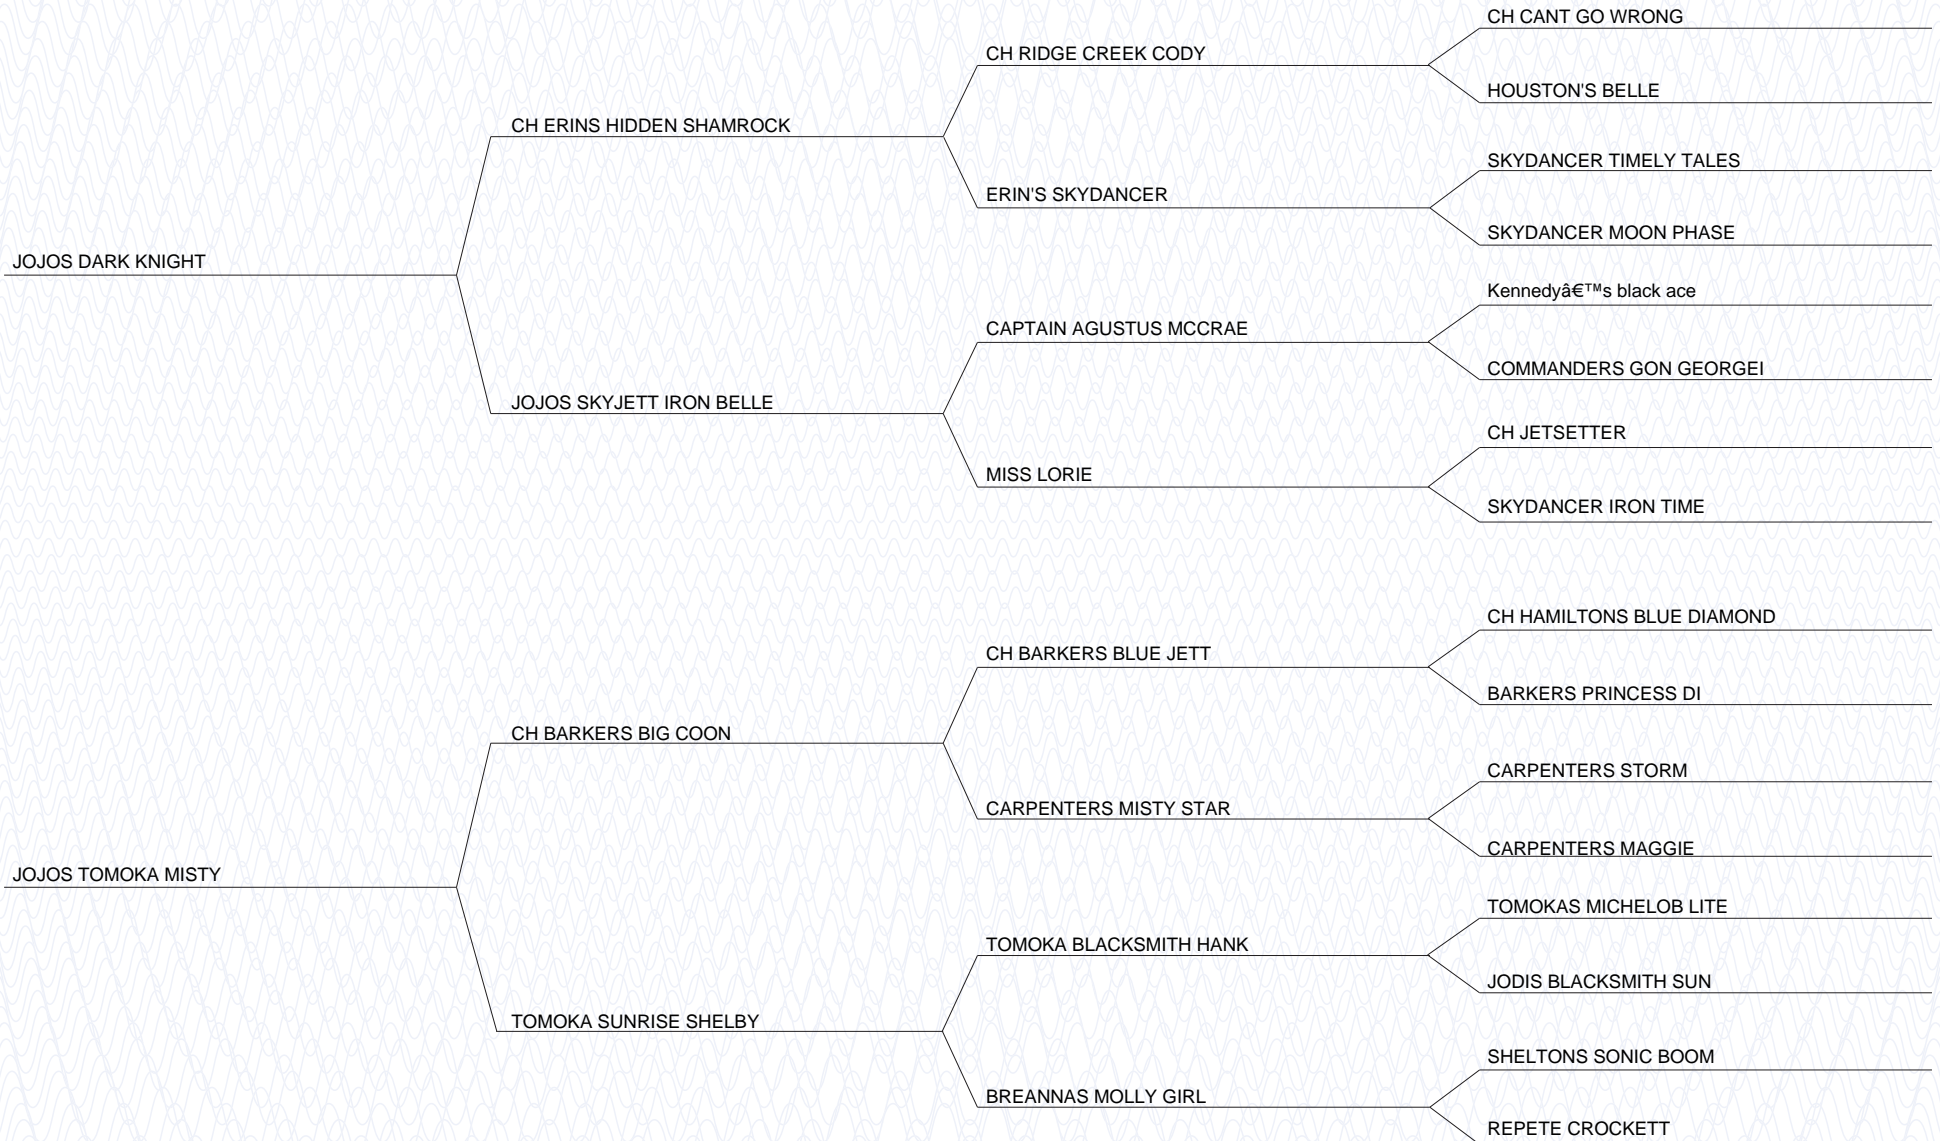 CH CANT GO WRONG
CH RIDGE CREEK CODY
HOUSTON'S BELLE
CH ERINS HIDDEN SHAMROCK
SKYDANCER TIMELY TALES
ERIN'S SKYDANCER
SKYDANCER MOON PHASE
JOJOS DARK KNIGHT
Kennedyâ€™s black ace
CAPTAIN AGUSTUS MCCRAE
COMMANDERS GON GEORGEI
JOJOS SKYJETT IRON BELLE
CH JETSETTER
MISS LORIE
SKYDANCER IRON TIME
CH HAMILTONS BLUE DIAMOND
CH BARKERS BLUE JETT
BARKERS PRINCESS DI
CH BARKERS BIG COON
CARPENTERS STORM
CARPENTERS MISTY STAR
CARPENTERS MAGGIE
JOJOS TOMOKA MISTY
TOMOKAS MICHELOB LITE
TOMOKA BLACKSMITH HANK
JODIS BLACKSMITH SUN
TOMOKA SUNRISE SHELBY
SHELTONS SONIC BOOM
BREANNAS MOLLY GIRL
REPETE CROCKETT